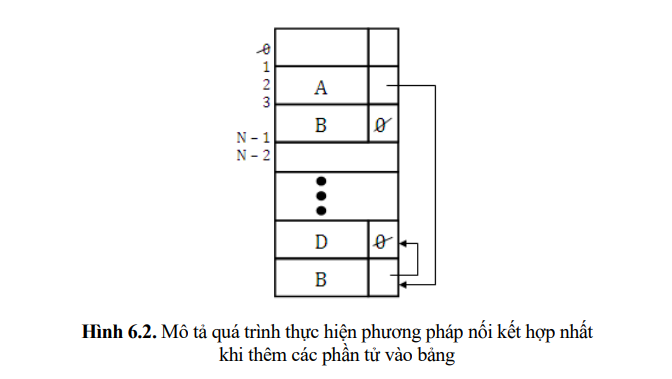 0
1
2
3
N – 1
N – 2
A
B 0
D 0
B
Hình 6.2. Mô tả quá trình thực hiện phương pháp nối kết hợp nhất
khi thêm các phần tử vào bảng